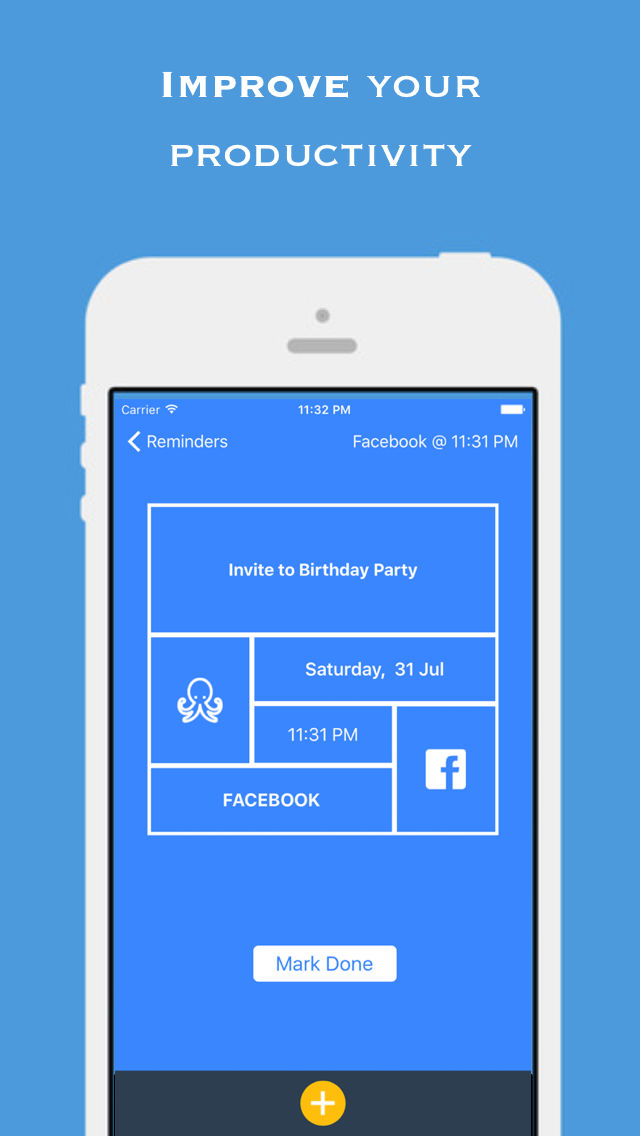 IMPROVE YOUR
PRODUCTIVITY
Carrier 11:32 PM
Reminders Facebook @ 11:31 PM
Invite to Birthday Party
Saturday, 31 Jul
11:31 PM
FACEBOOK
Mark Done